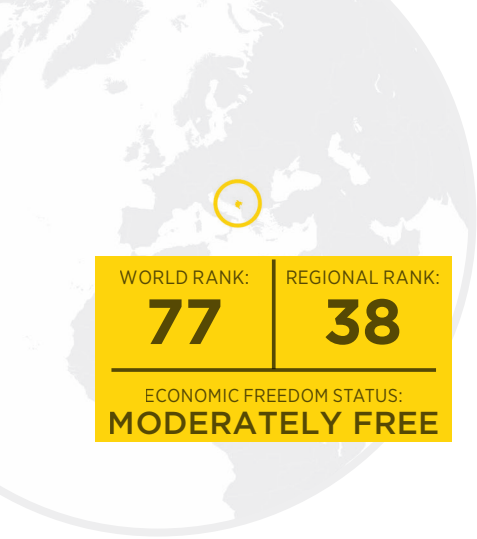 WORLD RANK:
77
REGIONAL RANK:
38
ECONOMIC FREEDOM STATUS:
MODERATELY FREE